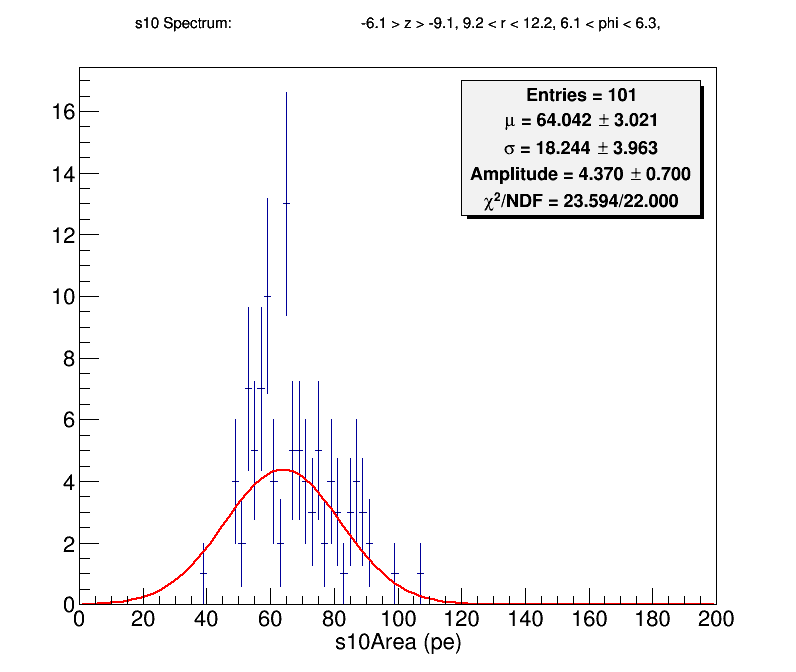 s10 Spectrum: -6.1 > z > -9.1, 9.2 < r < 12.2, 6.1 < phi < 6.3,
Entries = 101
μ = 64.042 ± 3.021
σ = 18.244 ± 3.963
Amplitude = 4.370 ± 0.700
χ²/NDF = 23.594/22.000
16
14
12
10
8
6
4
2
0
0 20 40 60 80 100 120 140 160 180 200
s10Area (pe)